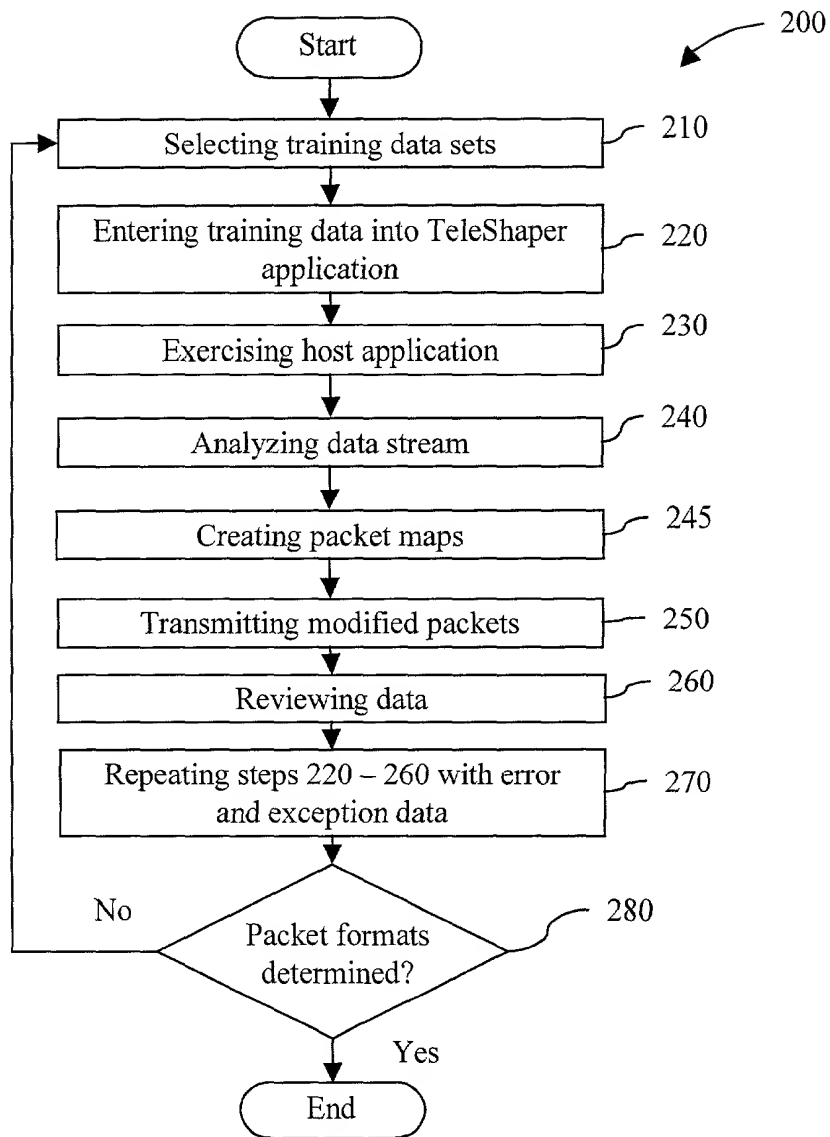 200
Start
Selecting training data sets
210
Entering training data into TeleShaper
application
220
Exercising host application
230
Analyzing data stream
240
Creating packet maps
245
Transmitting modified packets
250
Reviewing data
260
Repeating steps 220 – 260 with error
and exception data
270
No
Packet formats
determined?
280
Yes
End